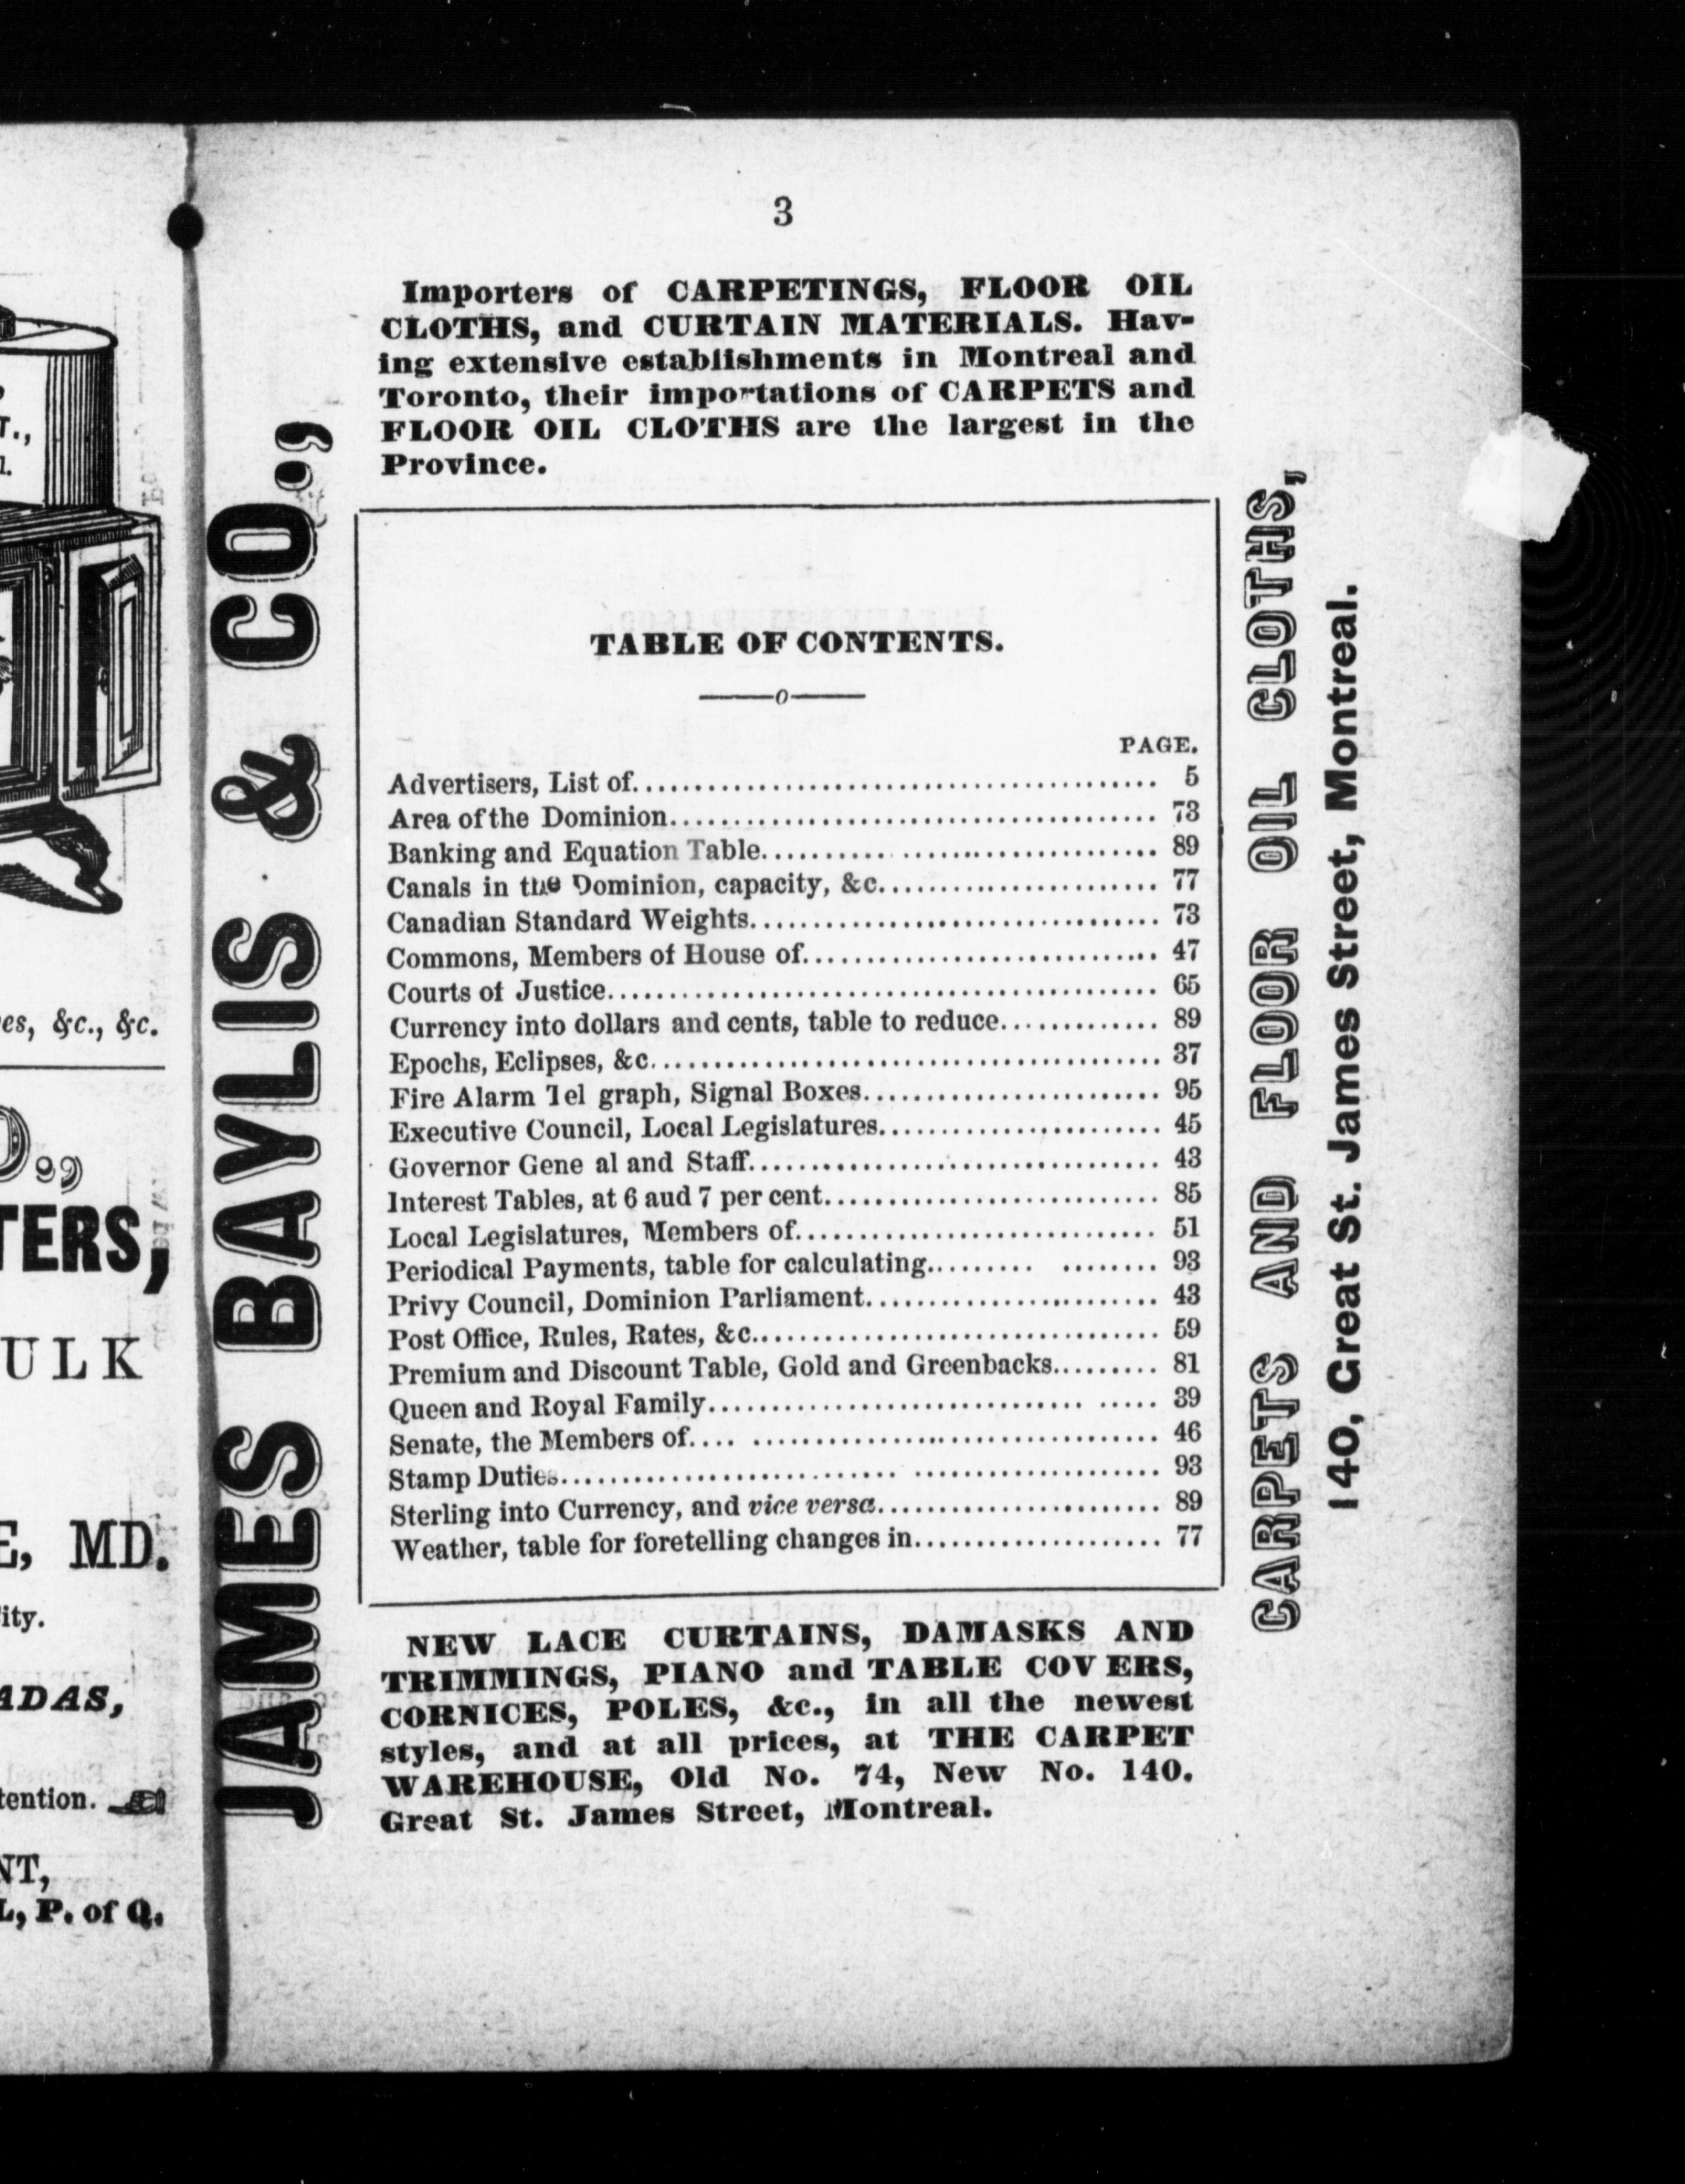 T.,
es, &c., &c.
TERS,
ULK
E, MD.
ity.
ADAS,
tention.
NT,
L, P. of Q.
JAMES BAYLIS & CO.,
3
Importers of CARPETINGS, FLOOR OIL
CLOTHS, and CURTAIN MATERIALS. Hav-
ing extensive establishments in Montreal and
Toronto, their importations of CARPETS and
FLOOR OIL CLOTHS are the largest in the
Province.
TABLE OF CONTENTS.
o
PAGE.
Advertisers, List of........................................ 5
Area of the Dominion........................................ 73
Banking and Equation Table........................................ 89
Canals in the Dominion, capacity, &c........................................ 77
Canadian Standard Weights........................................ 73
Commons, Members of House of........................................ 47
Courts of Justice........................................ 65
Currency into dollars and cents, table to reduce............. 89
Epochs, Eclipses, &c........................................ 37
Fire Alarm Tel graph, Signal Boxes........................ 95
Executive Council, Local Legislatures........................ 45
Governor Gene al and Staff........................................ 43
Interest Tables, at 6 aud 7 per cent........................ 85
Local Legislatures, Members of........................ 51
Periodical Payments, table for calculating......... ........ 93
Privy Council, Dominion Parliament........................ 43
Post Office, Rules, Rates, &c........................ 59
Premium and Discount Table, Gold and Greenbacks......... 81
Queen and Royal Family............................... ..... 39
Senate, the Members of.... ................................. 46
Stamp Duties............................ .................... 93
Sterling into Currency, and vice versa........................ 89
Weather, table for foretelling changes in.................... 77
NEW LACE CURTAINS, DAMASKS AND
TRIMMINGS, PIANO and TABLE COVERS,
CORNICES, POLES, &c., in all the newest
styles, and at all prices, at THE CARPET
WAREHOUSE, Old No. 74, New No. 140.
Great St. James Street, Montreal.
CARPETS AND FLOOR OIL CLOTHS,
140, Great St. James Street, Montreal.